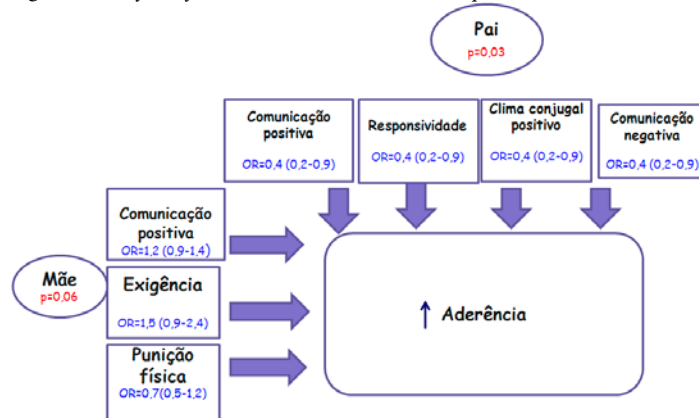 Pai
p=0,03
Comunicação
positiva
OR=0,4 (0,2-0,9)
Responsividade
OR=0,4 (0,2-0,9)
Clima conjugal
positivo
OR=0,4 (0,2-0,9)
Comunicação
negativa
OR=0,4 (0,2-0,9)
Mãe
p=0,06
Comunicação
positiva
OR=1,2 (0,9-1,4)
Exigência
OR=1,5 (0,9-2,4)
Punição
física
OR=0,7(0,5-1,2)
↑ Aderência